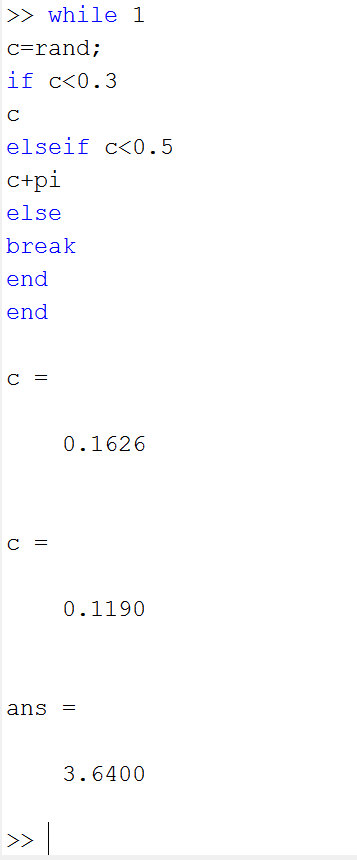 >> while 1
c=rand;
if c<0.3
c
elseif c<0.5
c+pi
else
break
end
end
c =
0.1626
c =
0.1190
ans =
3.6400
>>